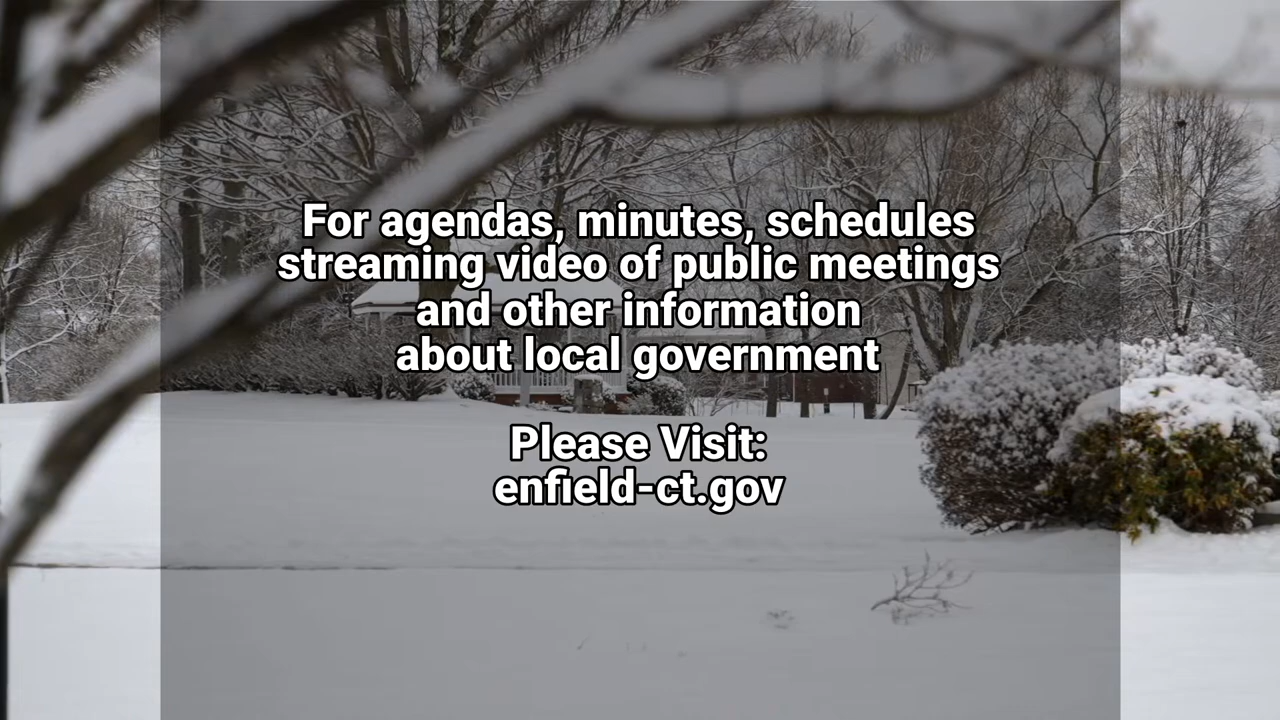 For agendas, minutes, schedules
streaming video of public meetings
and other information
about local government
Please Visit:
enfield-ct.gov